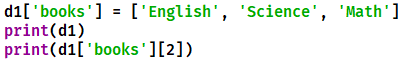 d1['books'] = ['English', 'Science', 'Math']
print(d1)
print(d1['books'][2])